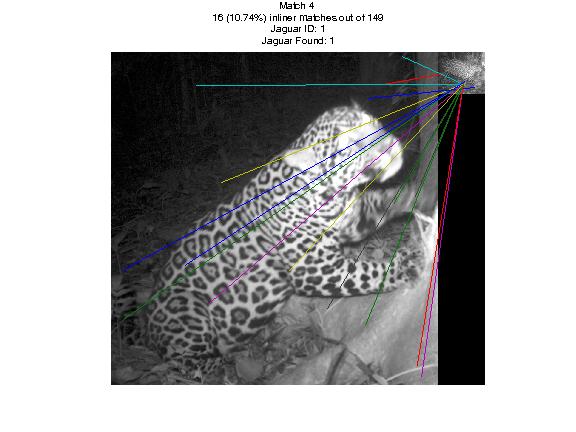 Match 4
16 (10.74%) inliner matches out of 149
Jaguar ID: 1
Jaguar Found: 1